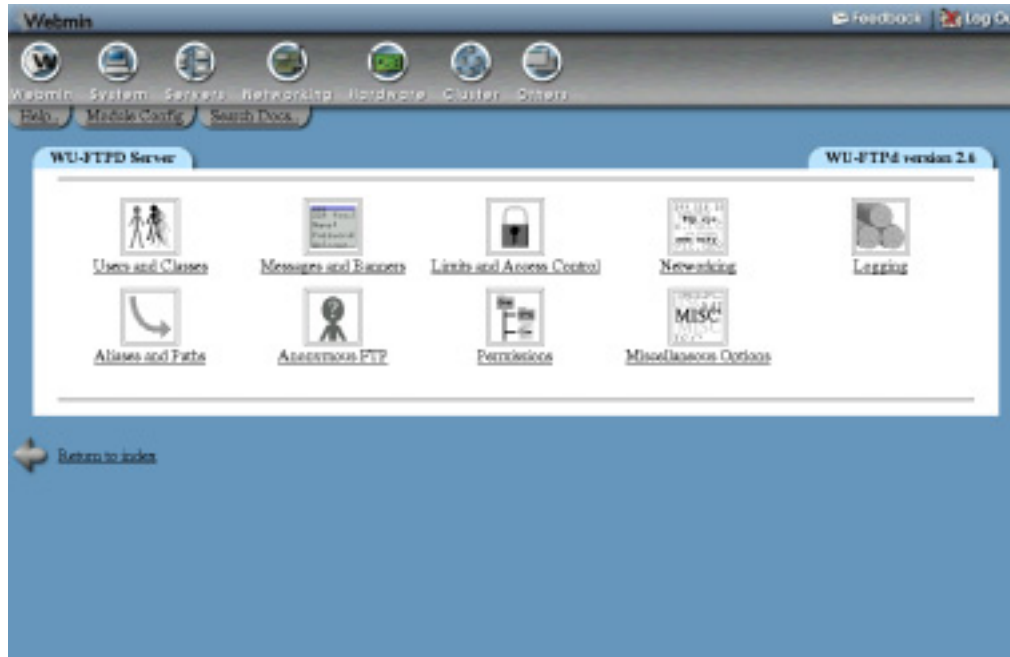 Webmin Feedback Log Ou
Webmin System Servers Networking Hardware Cluster Others
Help.. Module Config Search Docs..
WU-FTPD Server WU-FTPd version 2.6
Users and Classes Messages and Banners Limits and Access Control Networking Logging
MISC
Aliases and Paths Anonymous FTP Permissions Miscellaneous Options
Return to index